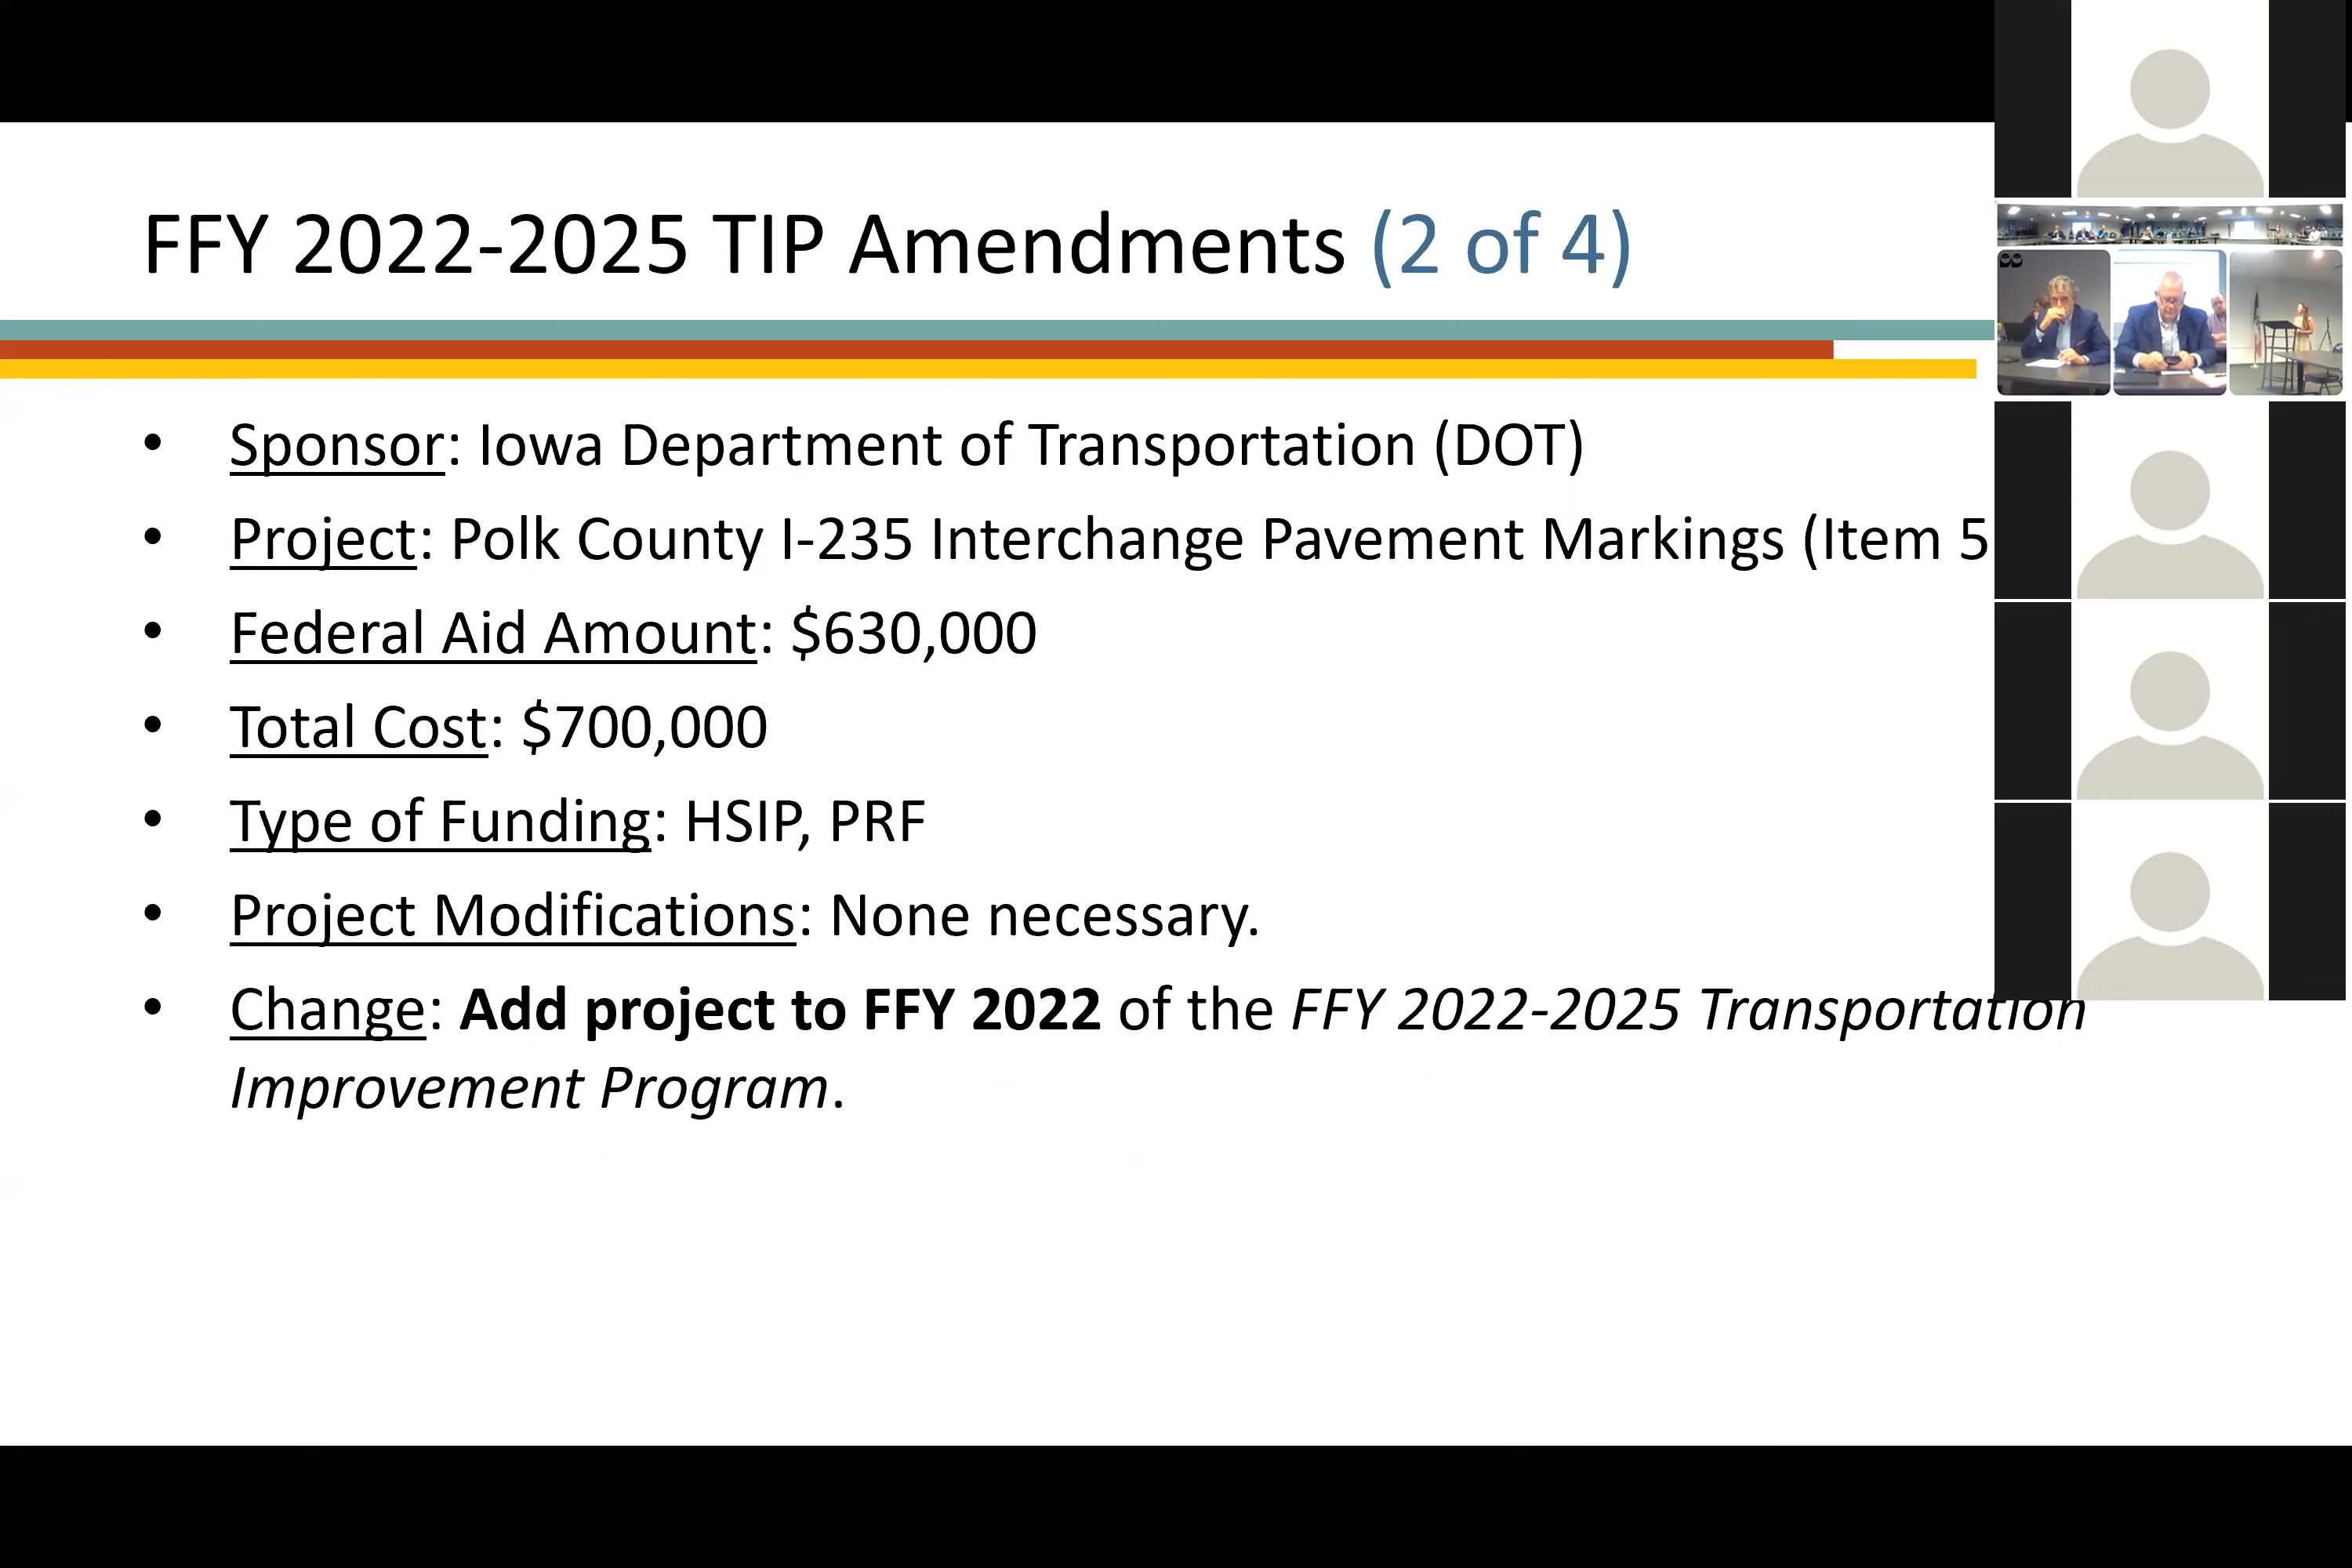 FFY 2022-2025 TIP Amendments (2 of 4)
• Sponsor: Iowa Department of Transportation (DOT)
• Project: Polk County I-235 Interchange Pavement Markings (Item 5
• Federal Aid Amount: $630,000
• Total Cost: $700,000
• Type of Funding: HSIP, PRF
• Project Modifications: None necessary.
• Change: Add project to FFY 2022 of the FFY 2022-2025 Transportation
Improvement Program.